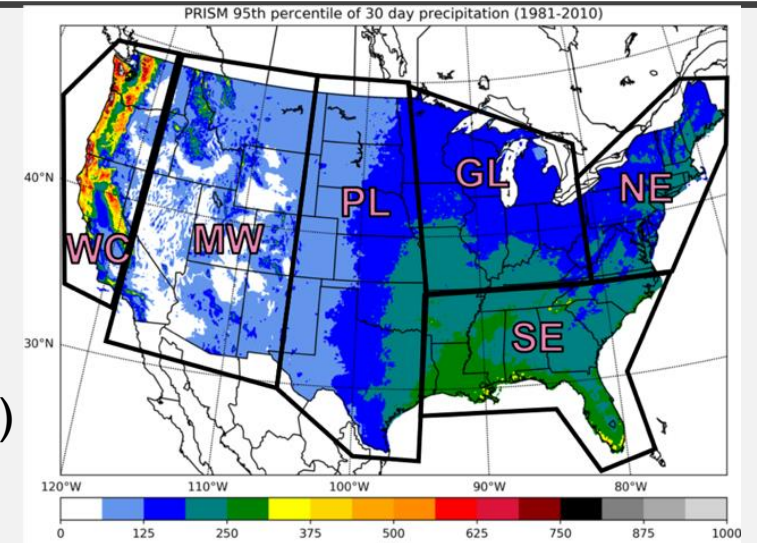 PRISM 95th percentile of 30 day precipitation (1981-2010)
40°N
30°N
WC
MW
PL
GL
NE
SE
)
120°W 110°W 100°W 90°W 80°W
0 125 250 375 500 625 750 875 1000